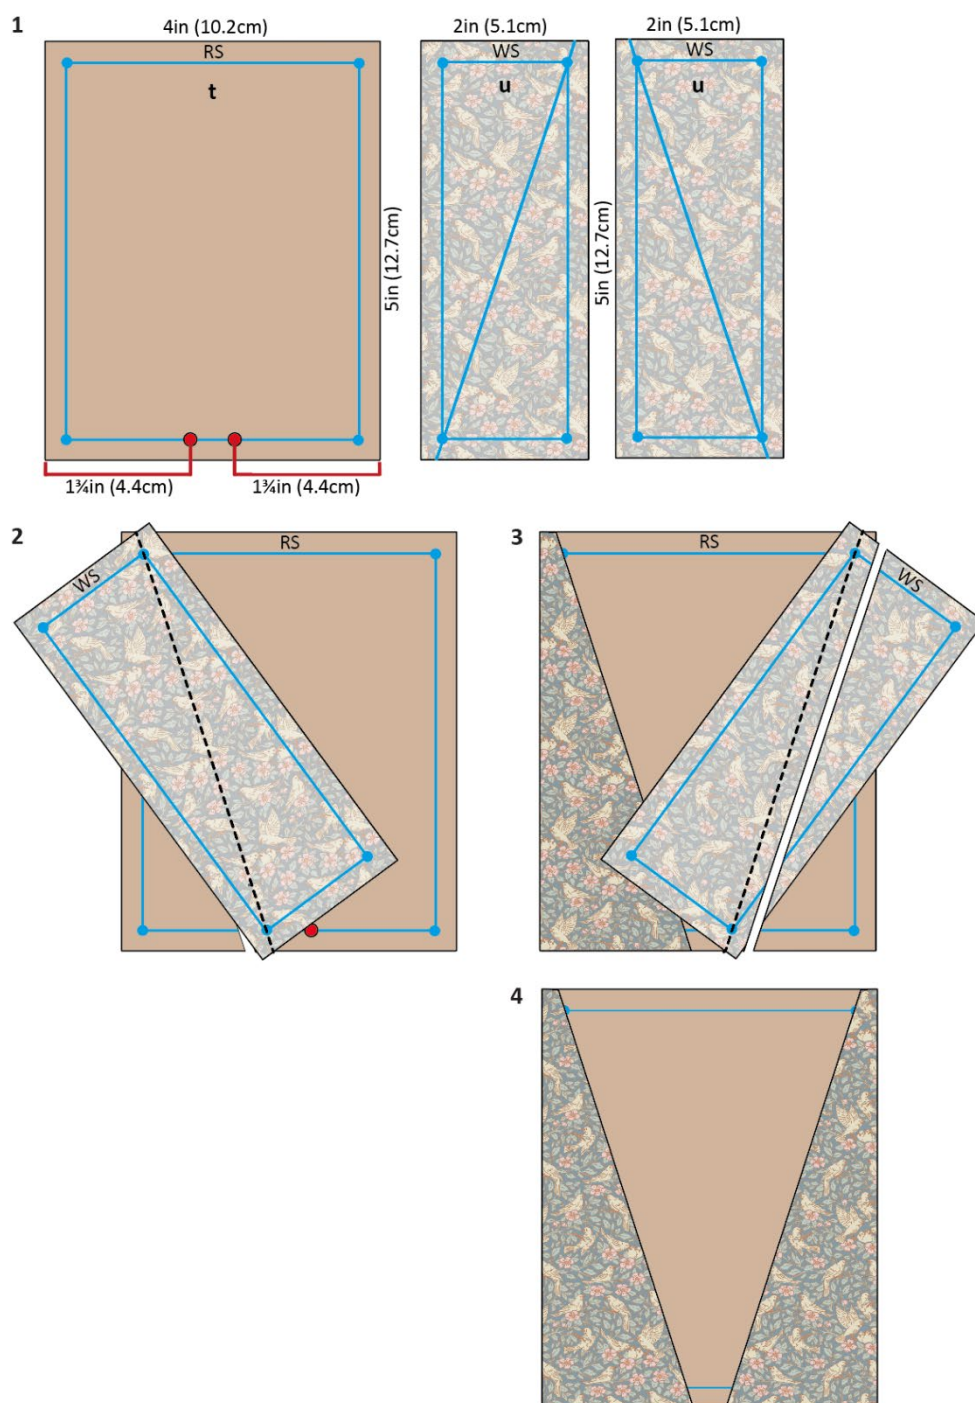 1
4in (10.2cm)
RS
t
5in (12.7cm)
1¾in (4.4cm)
1¾in (4.4cm)
2in (5.1cm)
WS
u
5in (12.7cm)
2in (5.1cm)
WS
u
2
RS
WS
3
RS
WS
4